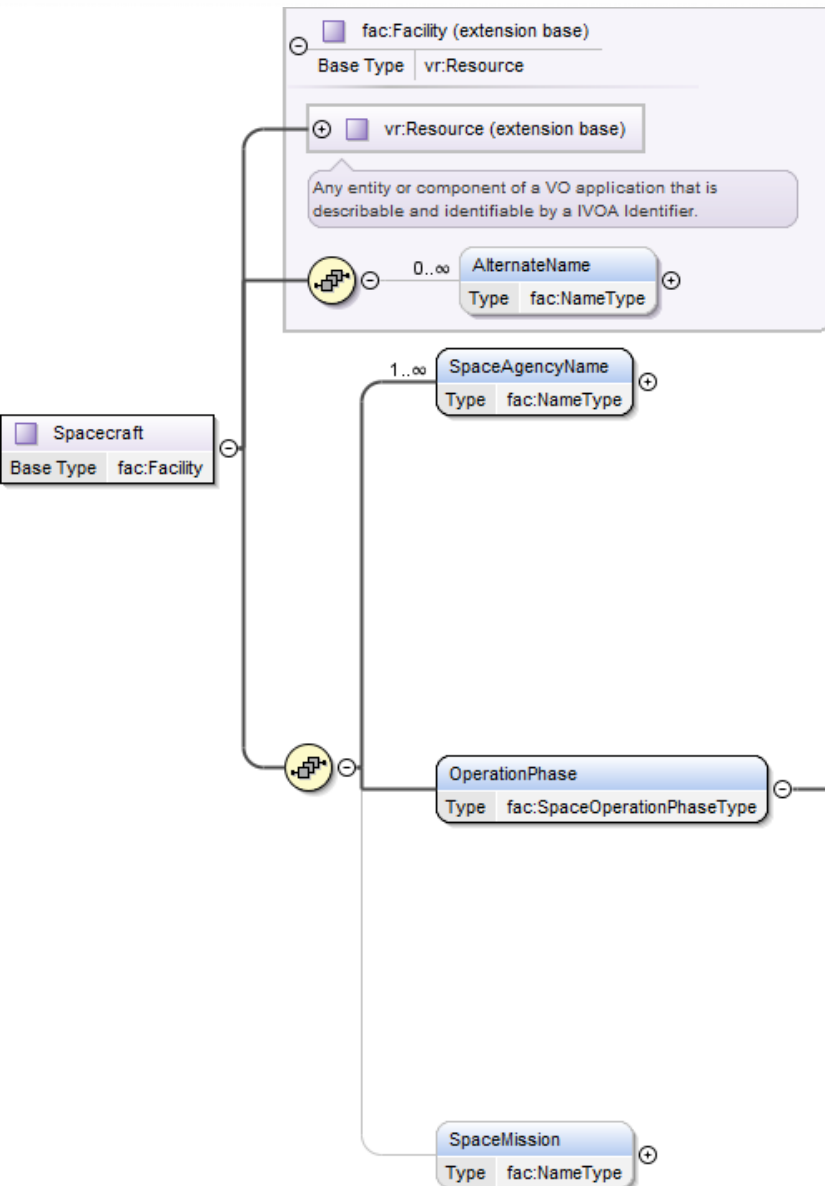 fac:Facility (extension base)
Base Type vr:Resource
vr:Resource (extension base)
Any entity or component of a VO application that is
describable and identifiable by a IVOA Identifier.
0..∞
AlternateName
Type fac:NameType
1..∞
SpaceAgencyName
Type fac:NameType
Spacecraft
Base Type fac:Facility
OperationPhase
Type fac:SpaceOperationPhaseType
SpaceMission
Type fac:NameType